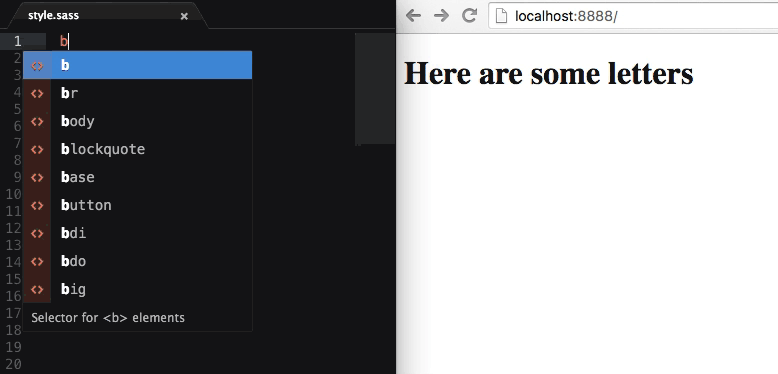 style.sass ×
1 b
2
3
4
5
6
7
8
9
10
11
12
13
14
15
16
17
18
19
20
b
br
body
blockquote
base
button
bdi
bdo
big
Selector for <b> elements
localhost:8888/
Here are some letters